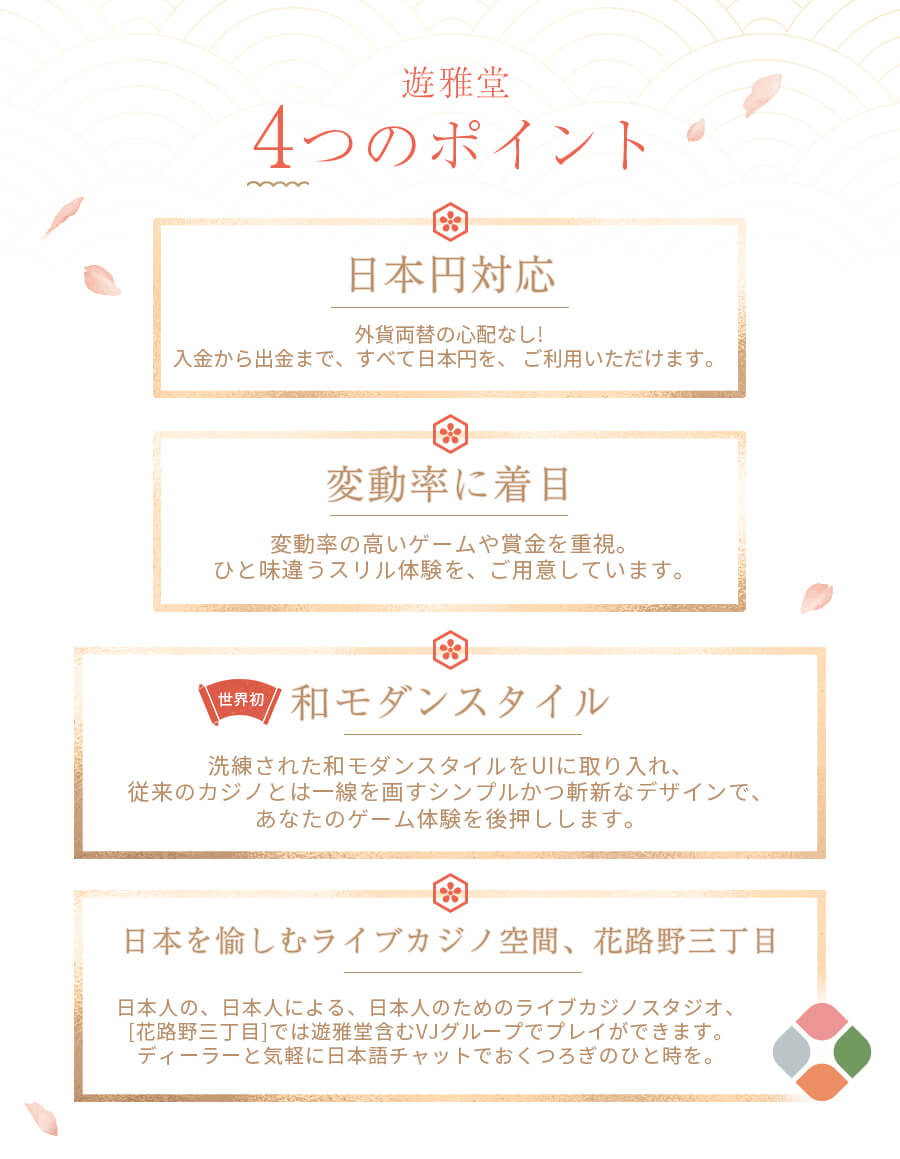 遊雅堂
4つのポイント
日本円対応
外貨両替の心配なし!
入金から出金まで、すべて日本円を、 ご利用いただけます。
変動率に着目
変動率の高いゲームや賞金を重視。
ひと味違うスリル体験を、ご用意しています。
世界初 和モダンスタイル
洗練された和モダンスタイルをUIに取り入れ、
従来のカジノとは一線を画すシンプルかつ斬新なデザインで、
あなたのゲーム体験を後押しします。
日本を愉しむライブカジノ空間、花路野三丁目
日本人の、日本人による、日本人のためのライブカジノスタジオ、
[花路野三丁目]では遊雅堂含むVJグループでプレイができます。
ディーラーと気軽に日本語チャットでおくつろぎのひと時を。